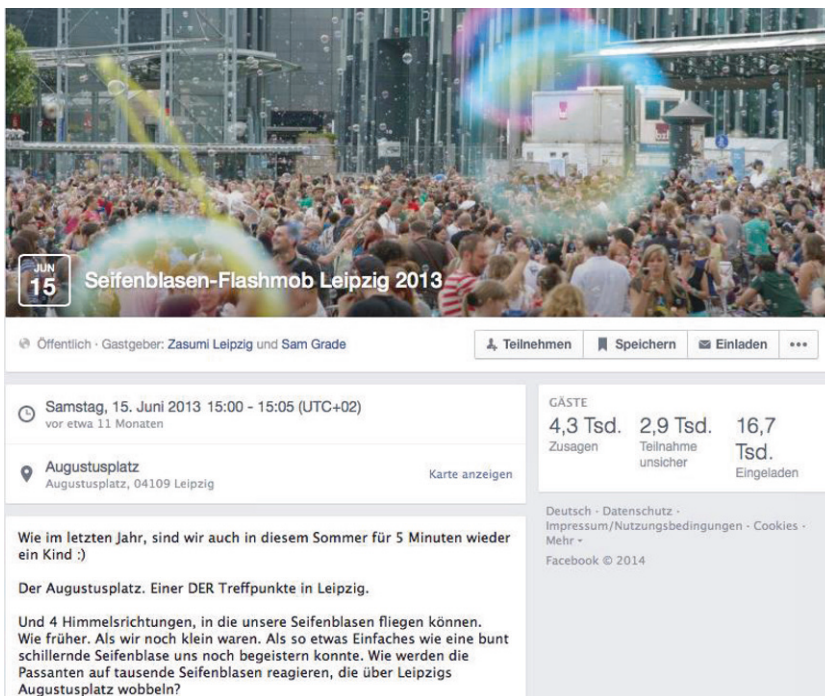 JUN
15
Seifenblasen-Flashmob Leipzig 2013
Öffentlich · Gastgeber: Zasumi Leipzig und Sam Grade
Teilnehmen
Speichern
Einladen
Samstag, 15. Juni 2013 15:00 - 15:05 (UTC+02)
vor etwa 11 Monaten
Augustusplatz
Augustusplatz, 04109 Leipzig
Karte anzeigen
GÄSTE
4,3 Tsd.
Zusagen
2,9 Tsd.
Teilnahme
unsicher
16,7
Tsd.
Eingeladen
Deutsch · Datenschutz ·
Impressum/Nutzungsbedingungen · Cookies ·
Mehr
Facebook © 2014
Wie im letzten Jahr, sind wir auch in diesem Sommer für 5 Minuten wieder
ein Kind :)
Der Augustusplatz. Einer DER Treffpunkte in Leipzig.
Und 4 Himmelsrichtungen, in die unsere Seifenblasen fliegen können.
Wie früher. Als wir noch klein waren. Als so etwas Einfaches wie eine bunt
schillernde Seifenblase uns noch begeistern konnte. Wie werden die
Passanten auf tausende Seifenblasen reagieren, die über Leipzigs
Augustusplatz wobbeln?